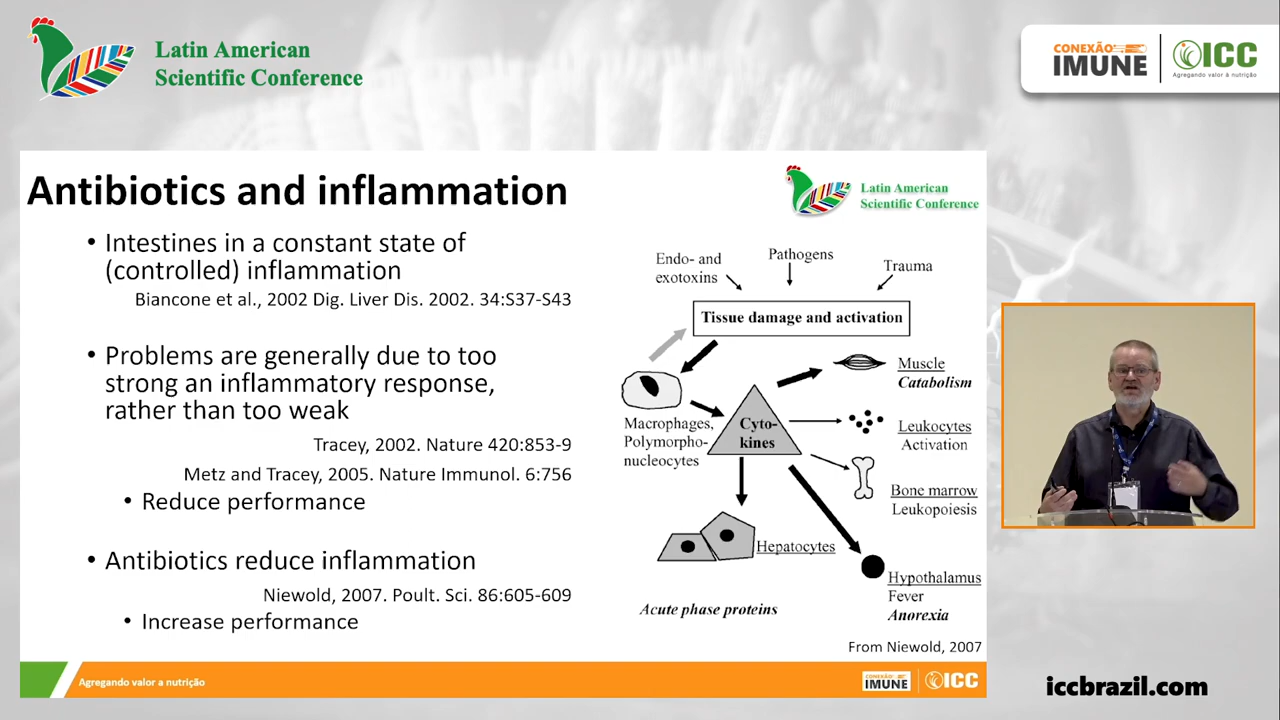 Latin American
Scientific Conference
CONEXÃO
IMUNE
ICC
Agregando valor à nutrição
Antibiotics and inflammation
Latin American
Scientific Conference
• Intestines in a constant state of
(controlled) inflammation
Biancone et al., 2002 Dig. Liver Dis. 2002. 34:S37-S43
• Problems are generally due to too
strong an inflammatory response,
rather than too weak
Tracey, 2002. Nature 420:853-9
Metz and Tracey, 2005. Nature Immunol. 6:756
• Reduce performance
• Antibiotics reduce inflammation
Niewold, 2007. Poult. Sci. 86:605-609
• Increase performance
Endo- and
exotoxins
Pathogens
Trauma
Tissue damage and activation
Macrophages,
Polymorpho-
nucleocytes
Cyto-
kines
Muscle
Catabolism
Leukocytes
Activation
Bone marrow
Leukopoiesis
Hepatocytes
Hypothalamus
Fever
Anorexia
Acute phase proteins
From Niewold, 2007
Agregando valor a nutrição
CONEXÃO
IMUNE
ICC
iccbrazil.com